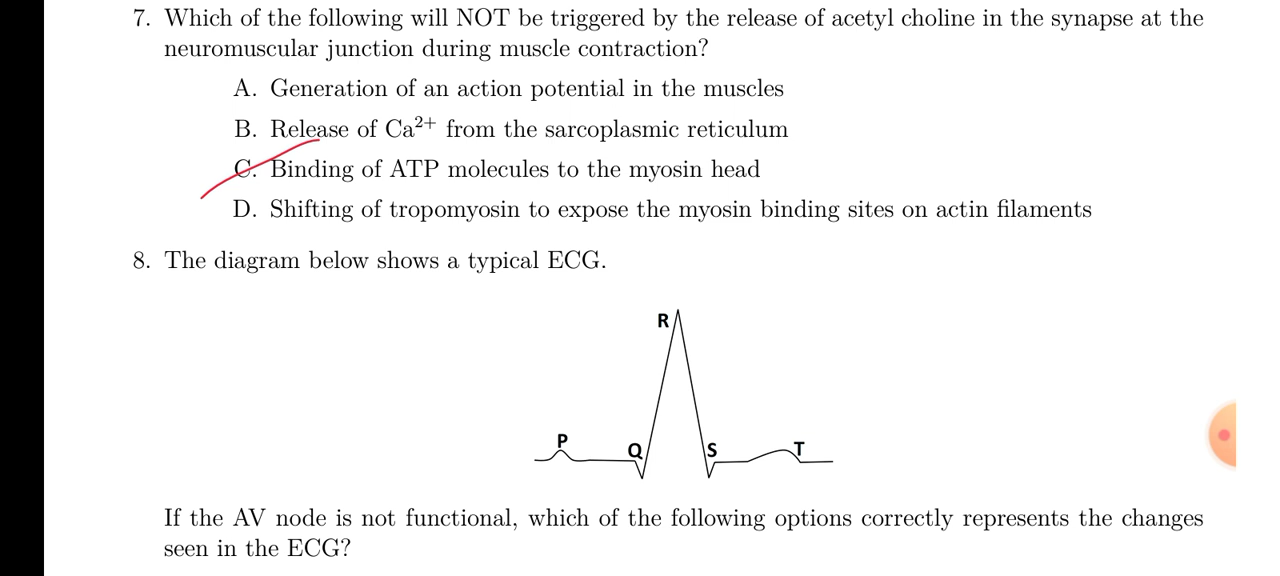 7. Which of the following will NOT be triggered by the release of acetyl choline in the synapse at the
neuromuscular junction during muscle contraction?
A. Generation of an action potential in the muscles
B. Release of Ca²⁺ from the sarcoplasmic reticulum
C. Binding of ATP molecules to the myosin head
D. Shifting of tropomyosin to expose the myosin binding sites on actin filaments
8. The diagram below shows a typical ECG.
R
P
Q
S
T
If the AV node is not functional, which of the following options correctly represents the changes
seen in the ECG?